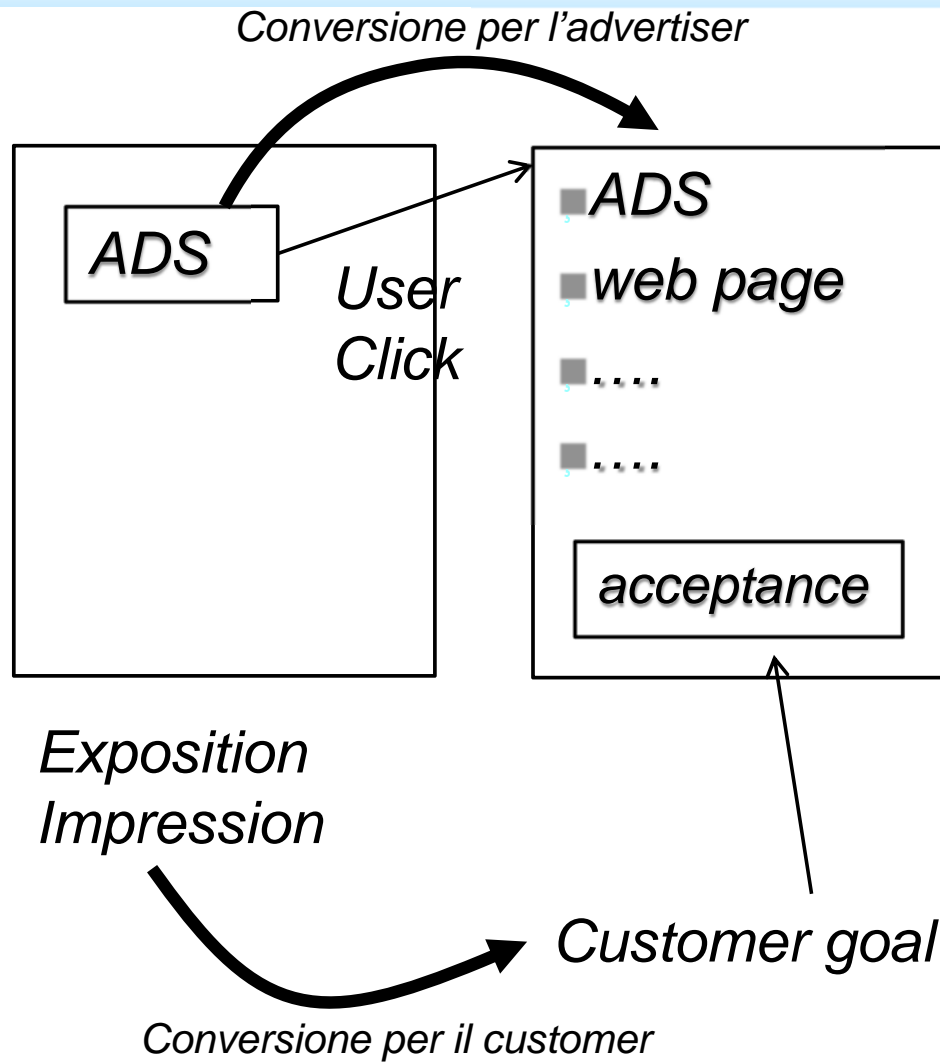 Conversione per l'advertiser
ADS
User
Click
ADS
web page
....
....
acceptance
Exposition
Impression
Customer goal
Conversione per il customer